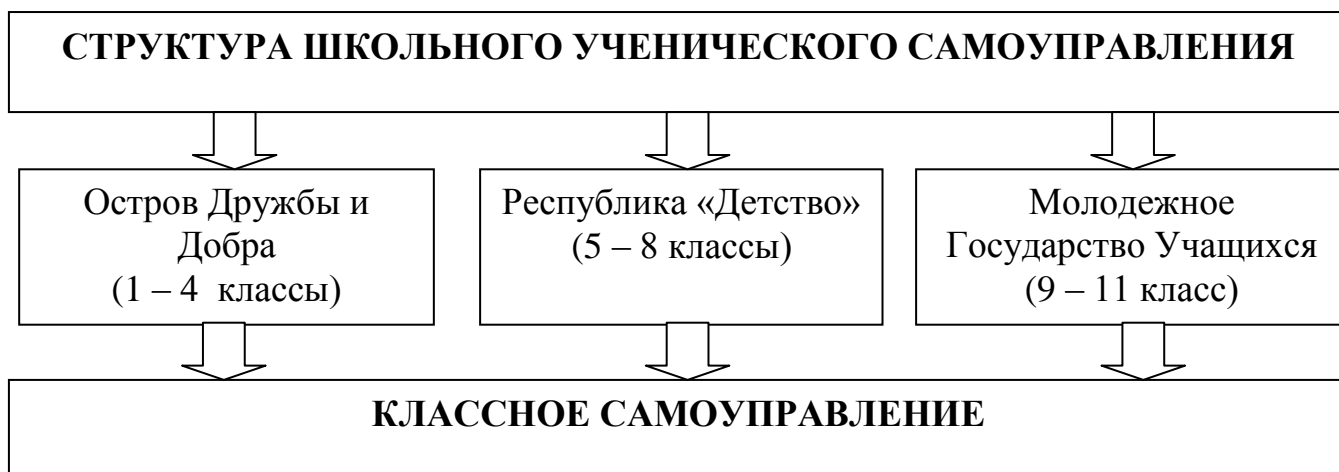 СТРУКТУРА ШКОЛЬНОГО УЧЕНИЧЕСКОГО САМОУПРАВЛЕНИЯ
Остров Дружбы и
Добра
(1 – 4 классы)
Республика «Детство»
(5 – 8 классы)
Молодежное
Государство Учащихся
(9 – 11 класс)
КЛАССНОЕ САМОУПРАВЛЕНИЕ